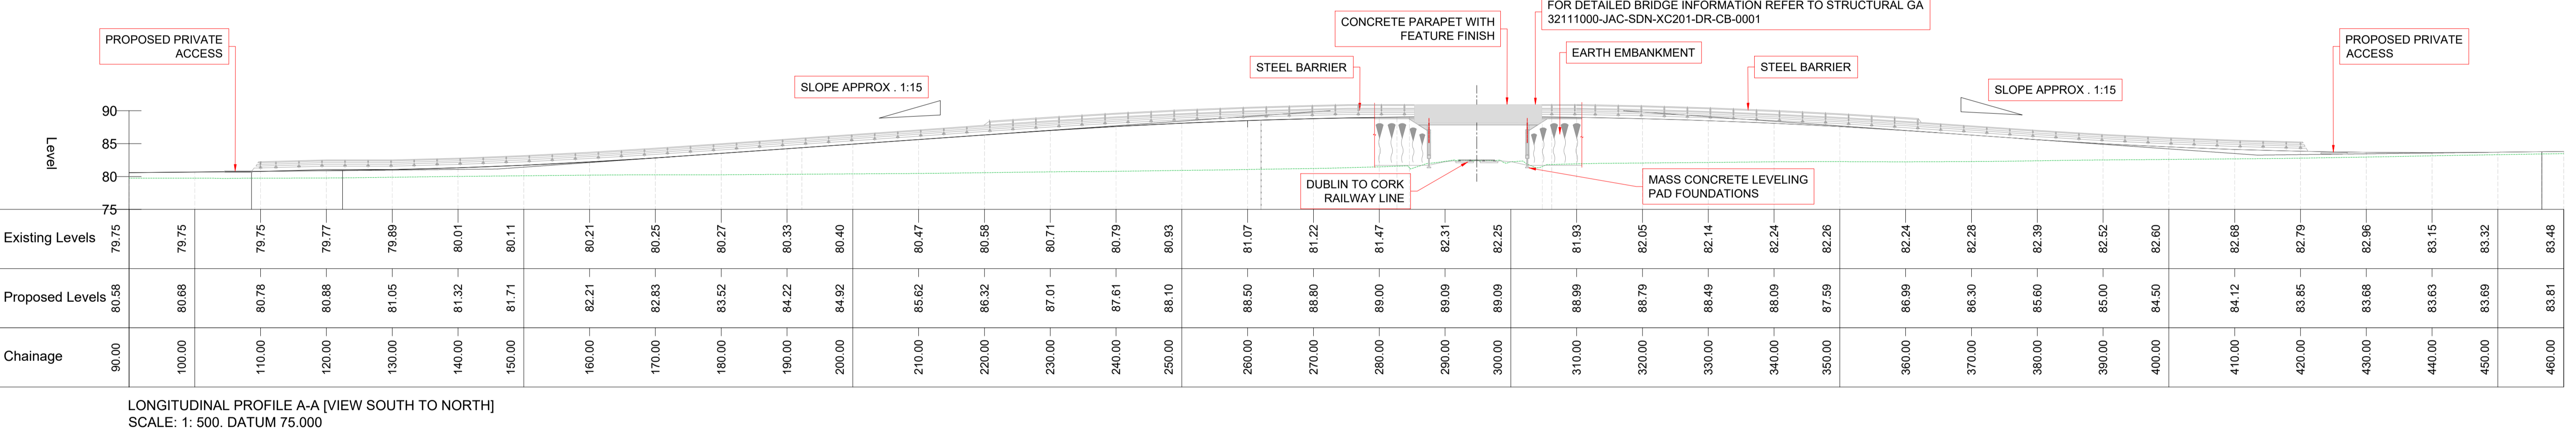 FOR DETAILED BRIDGE INFORMATION REFER TO STRUCTURAL GA
32111000-JAC-SDN-XC201-DR-CB-0001
CONCRETE PARAPET WITH
FEATURE FINISH
PROPOSED PRIVATE
ACCESS
PROPOSED PRIVATE
ACCESS
EARTH EMBANKMENT
STEEL BARRIER
STEEL BARRIER
SLOPE APPROX . 1:15
SLOPE APPROX . 1:15
Level
90
85
80
75
DUBLIN TO CORK
RAILWAY LINE
MASS CONCRETE LEVELING
PAD FOUNDATIONS
Existing Levels 79.75 79.75 79.75 79.77 79.89 80.01 80.11 80.21 80.25 80.27 80.33 80.40 80.47 80.58 80.71 80.79 80.93 81.07 81.22 81.47 82.31 82.25 81.93 82.05 82.14 82.24 82.26 82.24 82.28 82.39 82.52 82.60 82.68 82.79 82.96 83.15 83.32 83.48
Proposed Levels 80.58 80.68 80.78 80.88 81.05 81.32 81.71 82.21 82.83 83.52 84.22 84.92 85.62 86.32 87.01 87.61 88.10 88.50 88.80 89.00 89.09 89.09 88.99 88.79 88.49 88.09 87.59 86.99 86.30 85.60 85.00 84.50 84.12 83.85 83.68 83.63 83.69 83.81
Chainage 90.00 100.00 110.00 120.00 130.00 140.00 150.00 160.00 170.00 180.00 190.00 200.00 210.00 220.00 230.00 240.00 250.00 260.00 270.00 280.00 290.00 300.00 310.00 320.00 330.00 340.00 350.00 360.00 370.00 380.00 390.00 400.00 410.00 420.00 430.00 440.00 450.00 460.00
LONGITUDINAL PROFILE A-A [VIEW SOUTH TO NORTH]
SCALE: 1: 500. DATUM 75.000